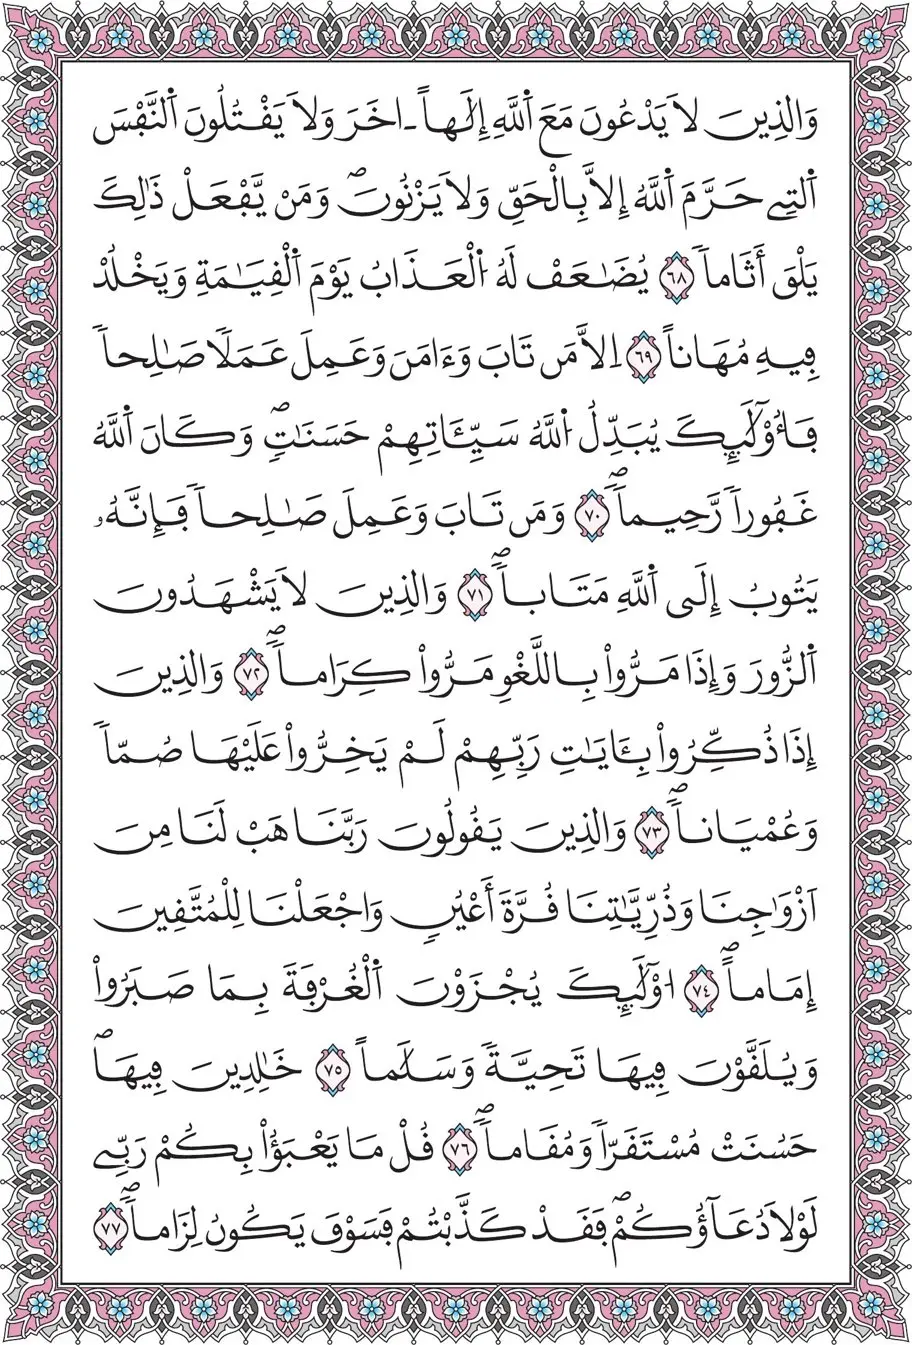 وَالذِينَ لَا يَدْعُونَ مَعَ اَ۬للَّهِ إِلَٰهاً اٰخَرَ وَلَا يَفْتُلُونَ اَ۬لنَّفْسَ
اَ۬لتِے حَرَّمَ اَ۬للَّهُ إِلَّا بِالْحَقِّ وَلَا يَزْنُونَۖ وَمَنْ يَّفْعَلْ ذَٰلِكَ
يَلْقَ أَثَاماٗ ٦٨ يُضَٰعَفْ لَهُ اُ۬لْعَذَابُ يَوْمَ اَ۬لْقِيَٰمَةِ وَيَخْلُدْ
فِيهِ مُهَاناً ٦٩ اِلَّا مَن تَابَ وَءَامَنَ وَعَمِلَ عَمَلاٗ صَٰلِحاٗ
فَأُوْلَٰٓئِكَ يُبَدِّلُ اُ۬للَّهُ سَيِّـَٔاتِهِمْ حَسَنَٰتٖۖ وَكَانَ اَ۬للَّهُ
غَفُوراٗ رَّحِيماٗۖ ٧٠ وَمَن تَابَ وَعَمِلَ صَٰلِحاٗ فَإِنَّهُۥ
يَتُوبُ إِلَى اَ۬للَّهِ مَتَاباٗۖ ٧١ وَالذِينَ لَا يَشْهَدُونَ
اَ۬لزُّورَ وَإِذَا مَرُّواْ بِاللَّغْوِ مَرُّواْ كِرَاماٗۖ ٧٢ وَالذِينَ
إِذَا ذُكِّرُواْ بِـَٔايَٰتِ رَبِّهِمْ لَمْ يَخِرُّواْ عَلَيْهَا صُمّاٗ
وَعُمْيَاناٗۖ ٧٣ وَالذِينَ يَقُولُونَ رَبَّنَا هَبْ لَنَا مِنَ
اَزْوَٰجِنَا وَذُرِّيَّٰتِنَا قُرَّةَ أَعْيُنٖ وَاجْعَلْنَا لِلْمُتَّقِينَ
إِمَاماًۖ ٧٤ اُوْلَٰٓئِكَ يُجْزَوْنَ اَ۬لْغُرْفَةَ بِمَا صَبَرُواْ
وَيُلَقَّوْنَ فِيهَا تَحِيَّةٗ وَسَلَٰماً ٧٥ خَٰلِدِينَ فِيهَاۖ
حَسُنَتْ مُسْتَقَرّاٗ وَمُقَاماٗۖ ٧٦ قُلْ مَا يَعْبَؤُاْ بِكُمْ رَبِّے
لَوْلَا دُعَآؤُكُمْۖ فَقَدْ كَذَّبْتُمْ فَسَوْفَ يَكُونُ لِزَاماٗۖ ٧٧